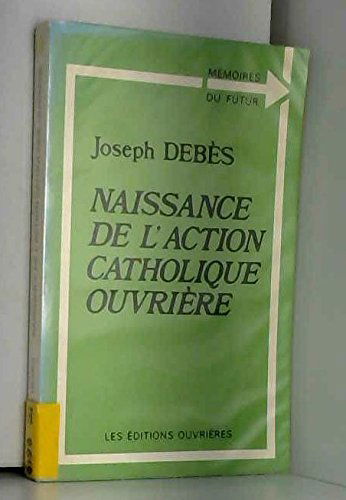 MÉMOIRES
DU FUTUR
Joseph DEBÈS
NAISSANCE
DE L'ACTION
CATHOLIQUE
OUVRIÈRE
LES ÉDITIONS OUVRIÈRES